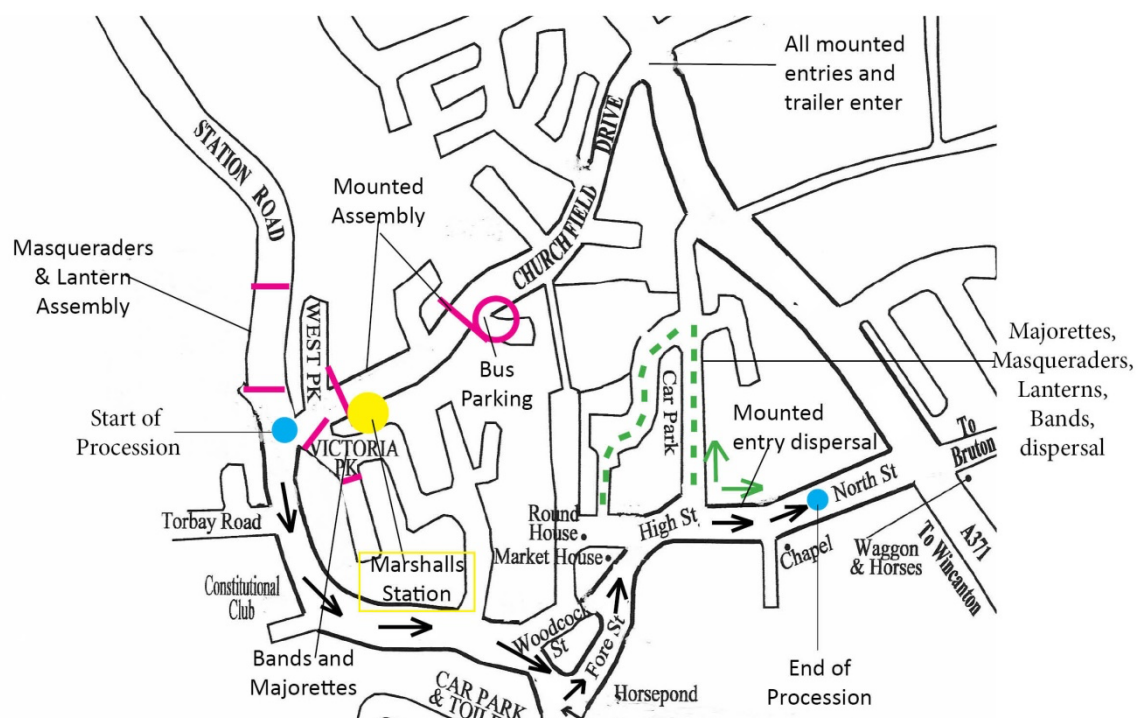 All mounted
entries and
trailer enter
STATION ROAD
DRIVE
CHURCHFIELD
Mounted
Assembly
Masqueraders
& Lantern
Assembly
WEST PK
Bus
Parking
Majorettes,
Masqueraders,
Lanterns,
Bands,
dispersal
Car Park
Start of
Procession
VICTORIA
PK
Mounted
entry dispersal
To
Bruton
North St
Torbay Road
Round
House
High St
Market House
Chapel
Waggon
& Horses
A371
To Wincanton
Constitutional
Club
Marshalls
Station
Woodcock
St
Fore St
Bands and
Majorettes
CAR PARK
Horsepond
End of
Procession